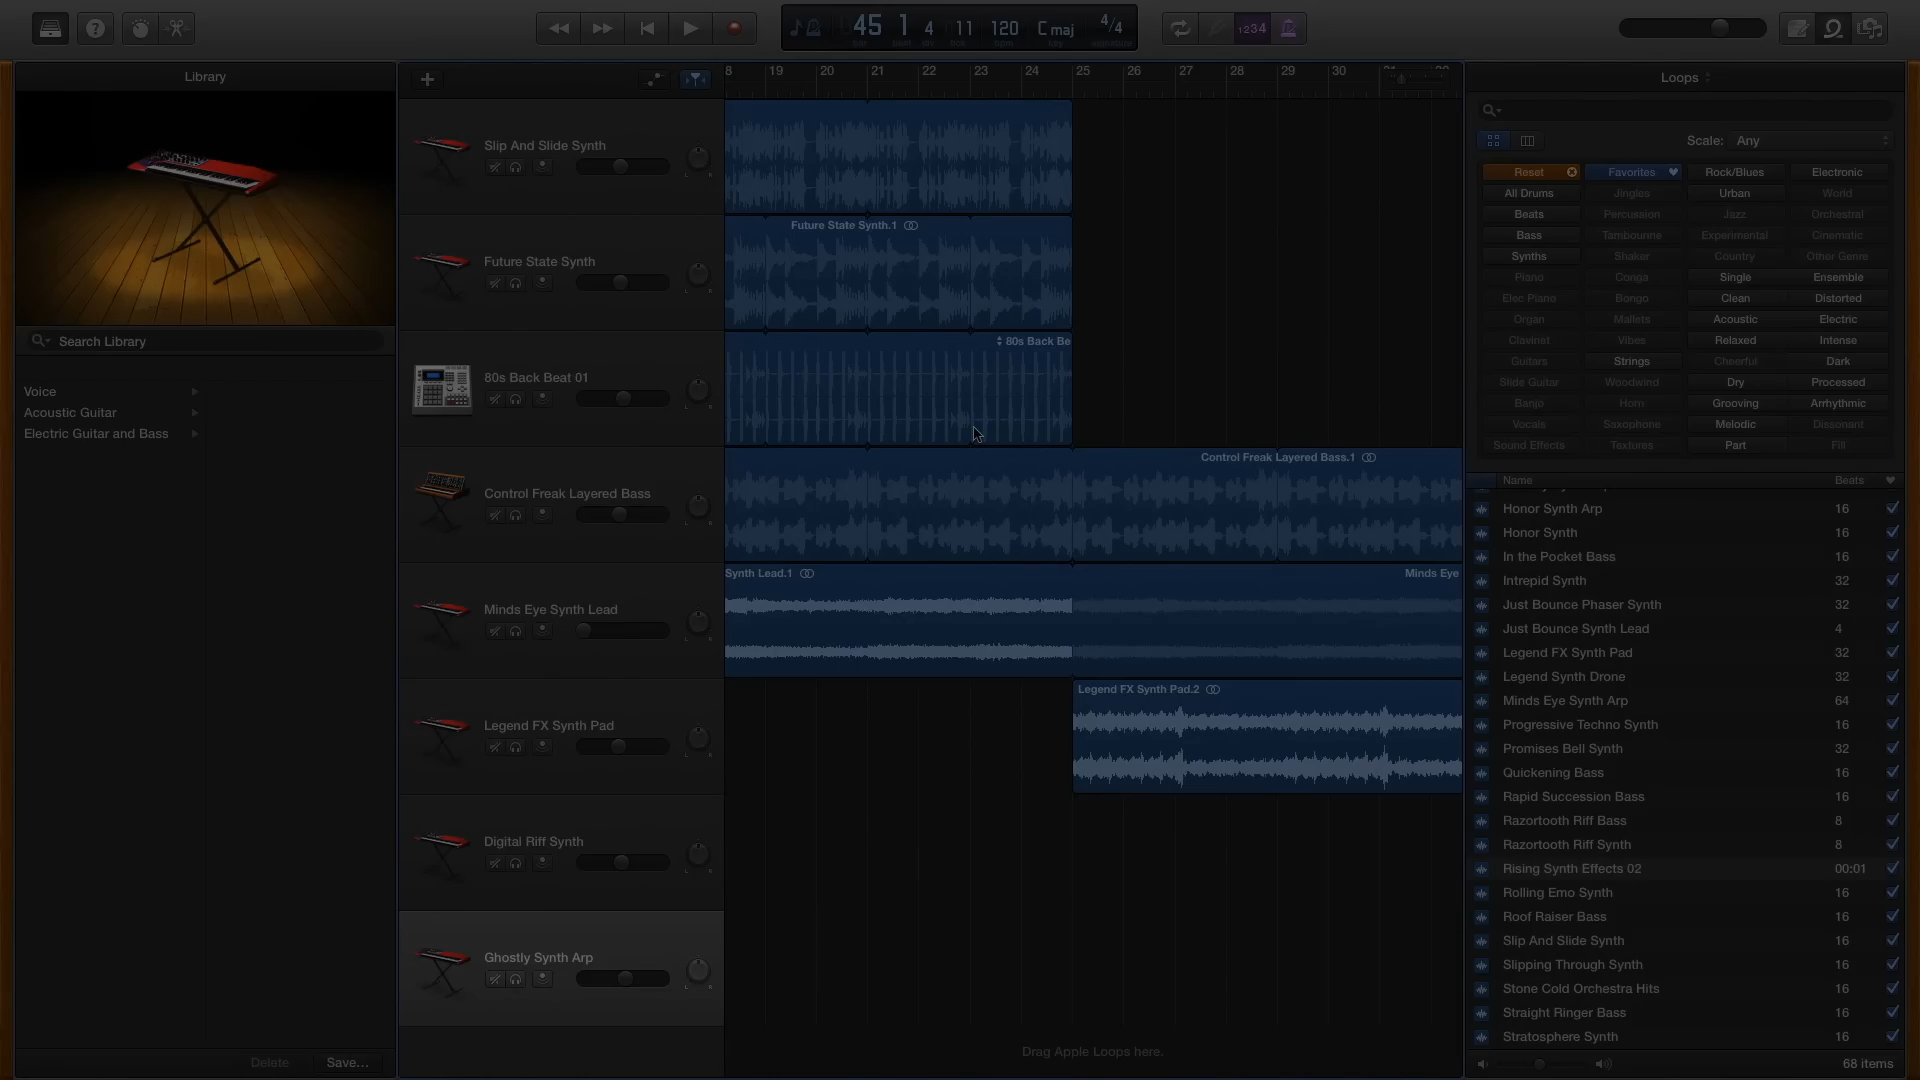 45 1 4 11 120 C maj 4/4
bar beat div tick bpm key signature
1234
Library
Search Library
Voice
Acoustic Guitar
Electric Guitar and Bass
Delete Save...
19 20 21 22 23 24 25 26 27 28 29 30
Slip And Slide Synth
Future State Synth
80s Back Beat 01
Control Freak Layered Bass
Minds Eye Synth Lead
Legend FX Synth Pad
Digital Riff Synth
Ghostly Synth Arp
Future State Synth.1
80s Back Be
Control Freak Layered Bass.1
Synth Lead.1 Minds Eye
Legend FX Synth Pad.2
Drag Apple Loops here.
Loops
Scale: Any
Reset Favorites Rock/Blues Electronic
All Drums Jingles Urban World
Beats Percussion Jazz Orchestral
Bass Tambourine Experimental Cinematic
Synths Shaker Country Other Genre
Piano Conga Single Ensemble
Elec Piano Bongo Clean Distorted
Organ Mallets Acoustic Electric
Clavinet Vibes Relaxed Intense
Guitars Strings Cheerful Dark
Slide Guitar Woodwind Dry Processed
Banjo Horn Grooving Arrhythmic
Vocals Saxophone Melodic Dissonant
Sound Effects Textures Part Fill
Name Beats
Honor Synth Arp 16
Honor Synth 16
In the Pocket Bass 16
Intrepid Synth 32
Just Bounce Phaser Synth 32
Just Bounce Synth Lead 4
Legend FX Synth Pad 32
Legend Synth Drone 32
Minds Eye Synth Arp 64
Progressive Techno Synth 16
Promises Bell Synth 32
Quickening Bass 16
Rapid Succession Bass 16
Razortooth Riff Bass 8
Razortooth Riff Synth 8
Rising Synth Effects 02 00:01
Rolling Emo Synth 16
Roof Raiser Bass 16
Slip And Slide Synth 16
Slipping Through Synth 16
Stone Cold Orchestra Hits 16
Straight Ringer Bass 16
Stratosphere Synth 16
68 items